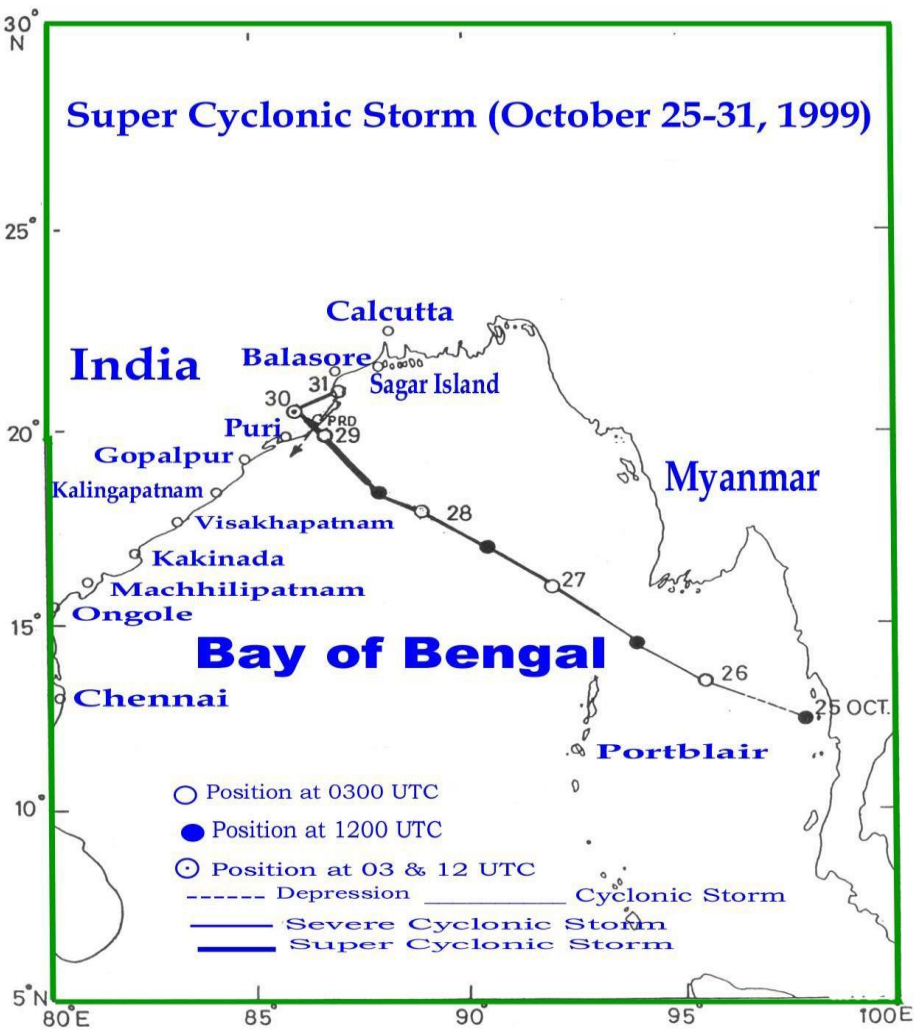 30°
N
Super Cyclonic Storm (October 25-31, 1999)
25°
Calcutta
India
Balasore
Sagar Island
31
30
PRD
20°
Puri
29
Gopalpur
Myanmar
Kalingapatnam
28
Visakhapatnam
Kakinada
27
Machhilipatnam
Ongole
15°
Bay of Bengal
26
Chennai
25 OCT.
Portblair
Position at 0300 UTC
10°
Position at 1200 UTC
Position at 03 & 12 UTC
Depression Cyclonic Storm
Severe Cyclonic Storm
Super Cyclonic Storm
5°N
80°E 85° 90° 95° 100°E